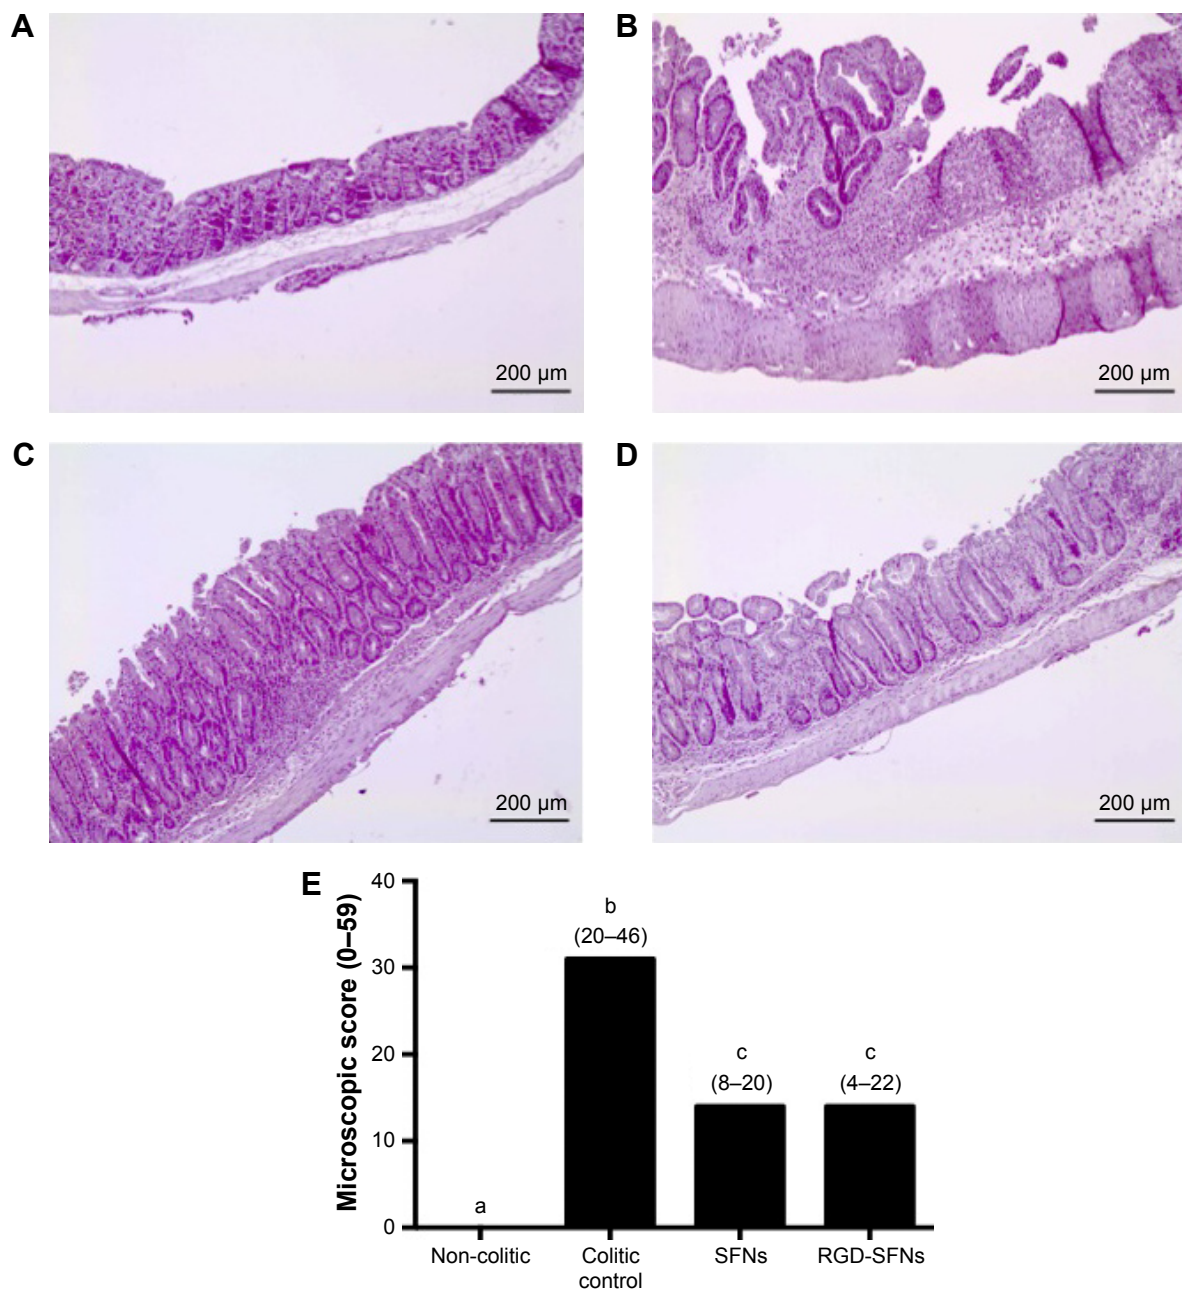 A
B
200 µm
200 µm
C
D
200 µm
200 µm
E
Microscopic score (0–59)
40
30
20
10
0
a
b
(20–46)
c
(8–20)
c
(4–22)
Non-colitic
Colitic
control
SFNs
RGD-SFNs